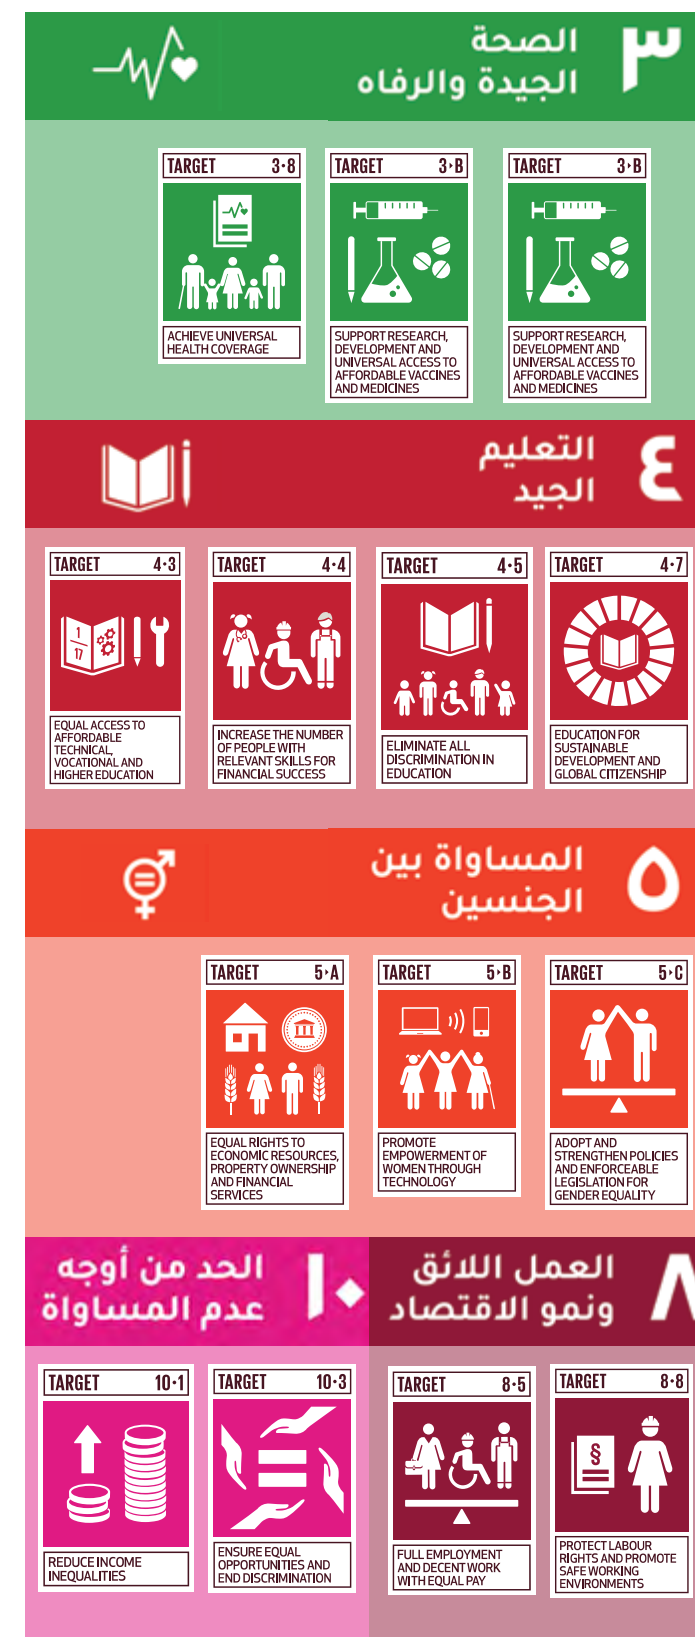 ٣
الصحة
الجيدة والرفاه
TARGET 3·8
ACHIEVE UNIVERSAL
HEALTH COVERAGE
TARGET 3·B
SUPPORT RESEARCH,
DEVELOPMENT AND
UNIVERSAL ACCESS TO
AFFORDABLE VACCINES
AND MEDICINES
TARGET 3·B
SUPPORT RESEARCH,
DEVELOPMENT AND
UNIVERSAL ACCESS TO
AFFORDABLE VACCINES
AND MEDICINES
٤
التعليم
الجيد
TARGET 4·3
1
17
EQUAL ACCESS TO
AFFORDABLE
TECHNICAL,
VOCATIONAL AND
HIGHER EDUCATION
TARGET 4·4
INCREASE THE NUMBER
OF PEOPLE WITH
RELEVANT SKILLS FOR
FINANCIAL SUCCESS
TARGET 4·5
ELIMINATE ALL
DISCRIMINATION IN
EDUCATION
TARGET 4·7
EDUCATION FOR
SUSTAINABLE
DEVELOPMENT AND
GLOBAL CITIZENSHIP
٥
المساواة بين
الجنسين
TARGET 5·A
EQUAL RIGHTS TO
ECONOMIC RESOURCES,
PROPERTY OWNERSHIP
AND FINANCIAL
SERVICES
TARGET 5·B
PROMOTE
EMPOWERMENT OF
WOMEN THROUGH
TECHNOLOGY
TARGET 5·C
ADOPT AND
STRENGTHEN POLICIES
AND ENFORCEABLE
LEGISLATION FOR
GENDER EQUALITY
٨
العمل اللائق
ونمو الاقتصاد
١٠
الحد من أوجه
عدم المساواة
TARGET 10·1
REDUCE INCOME
INEQUALITIES
TARGET 10·3
ENSURE EQUAL
OPPORTUNITIES AND
END DISCRIMINATION
TARGET 8·5
FULL EMPLOYMENT
AND DECENT WORK
WITH EQUAL PAY
TARGET 8·8
§
PROTECT LABOUR
RIGHTS AND PROMOTE
SAFE WORKING
ENVIRONMENTS